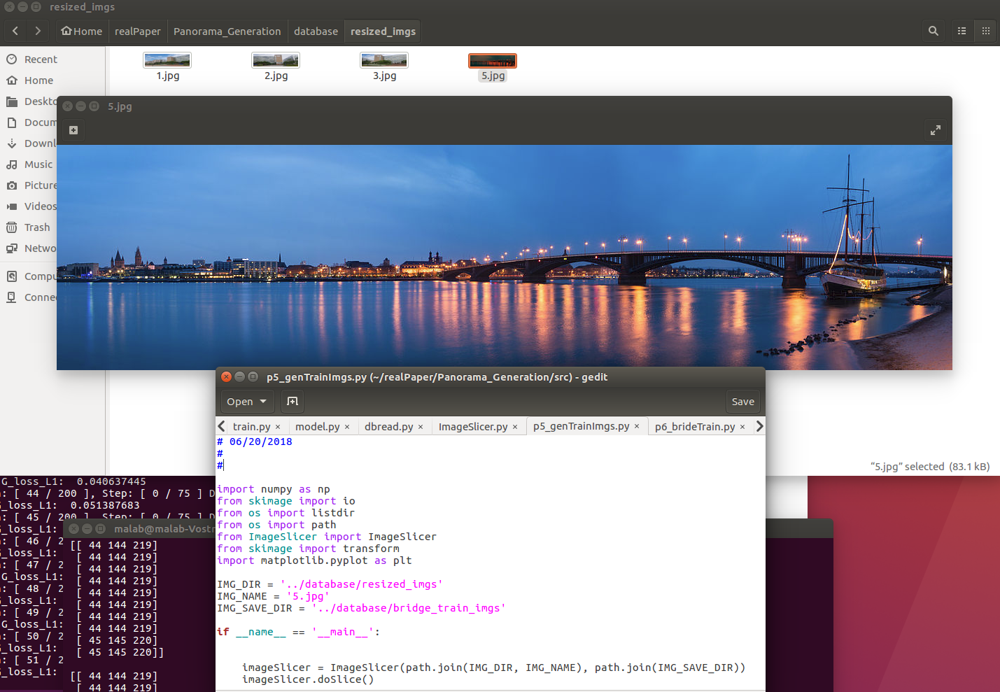 resized_imgs
Home realPaper Panorama_Generation database resized_imgs
Recent
Home
Deskto
Docum
Downl
Music
Picture
Videos
Trash
Netwo
Compu
Connec
1.jpg 2.jpg 3.jpg 5.jpg
5.jpg
p5_genTrainImgs.py (~/realPaper/Panorama_Generation/src) - gedit
Open Save
train.py × model.py × dbread.py × ImageSlicer.py × p5_genTrainImgs.py × p6_brideTrain.py ×
# 06/20/2018
#
#
import numpy as np
from skimage import io
from os import listdir
from os import path
from ImageSlicer import ImageSlicer
from skimage import transform
import matplotlib.pyplot as plt
IMG_DIR = '../database/resized_imgs'
IMG_NAME = '5.jpg'
IMG_SAVE_DIR = '../database/bridge_train_imgs'
if __name__ == '__main__':
imageSlicer = ImageSlicer(path.join(IMG_DIR, IMG_NAME), path.join(IMG_SAVE_DIR))
imageSlicer.doSlice()
“5.jpg” selected (83.1 kB)
G_loss_L1: 0.040637445
: [ 44 / 200 ], Step: [ 0 / 75 ] D
_loss_L1: 0.051387683
: [ 45 / 200 ], Step: [ 0 / 75 ] D
_loss_L1:
: [ 46 / 2
_loss_L1:
: [ 47 / 2
G_loss_L1:
: [ 48 / 2
_loss_L1:
: [ 49 / 2
G_loss_L1:
: [ 50 / 2
_loss_L1:
: [ 51 / 2
G_loss_L1:
malab@malab-Vostr
[[ 44 144 219]
[ 44 144 219]
[ 44 144 219]
[ 44 144 219]
[ 44 144 219]
[ 44 144 219]
[ 44 144 219]
[ 44 144 219]
[ 45 145 220]
[ 45 145 220]]
[[ 44 144 219]
[ 44 144 219]